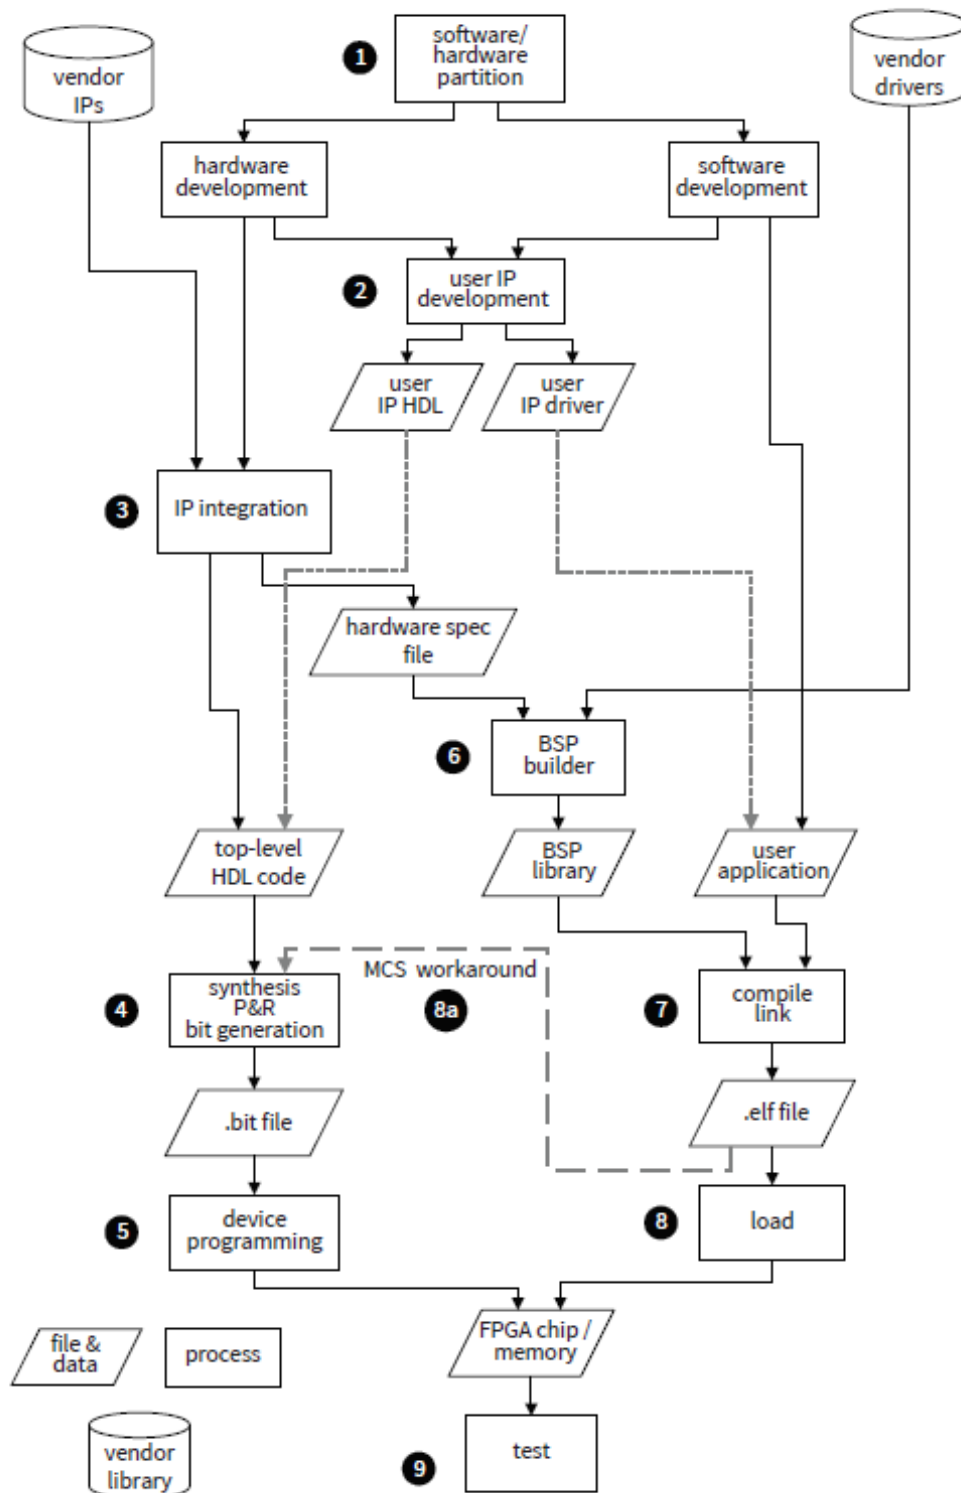 vendor
IPs
1
software/
hardware
partition
vendor
drivers
hardware
development
software
development
2
user IP
development
user
IP HDL
user
IP driver
3
IP integration
hardware spec
file
6
BSP
builder
top-level
HDL code
BSP
library
user
application
4
synthesis
P&R
bit generation
MCS workaround
8a
7
compile
link
.bit file
.elf file
5
device
programming
8
load
FPGA chip /
memory
file &
data
process
vendor
library
9
test